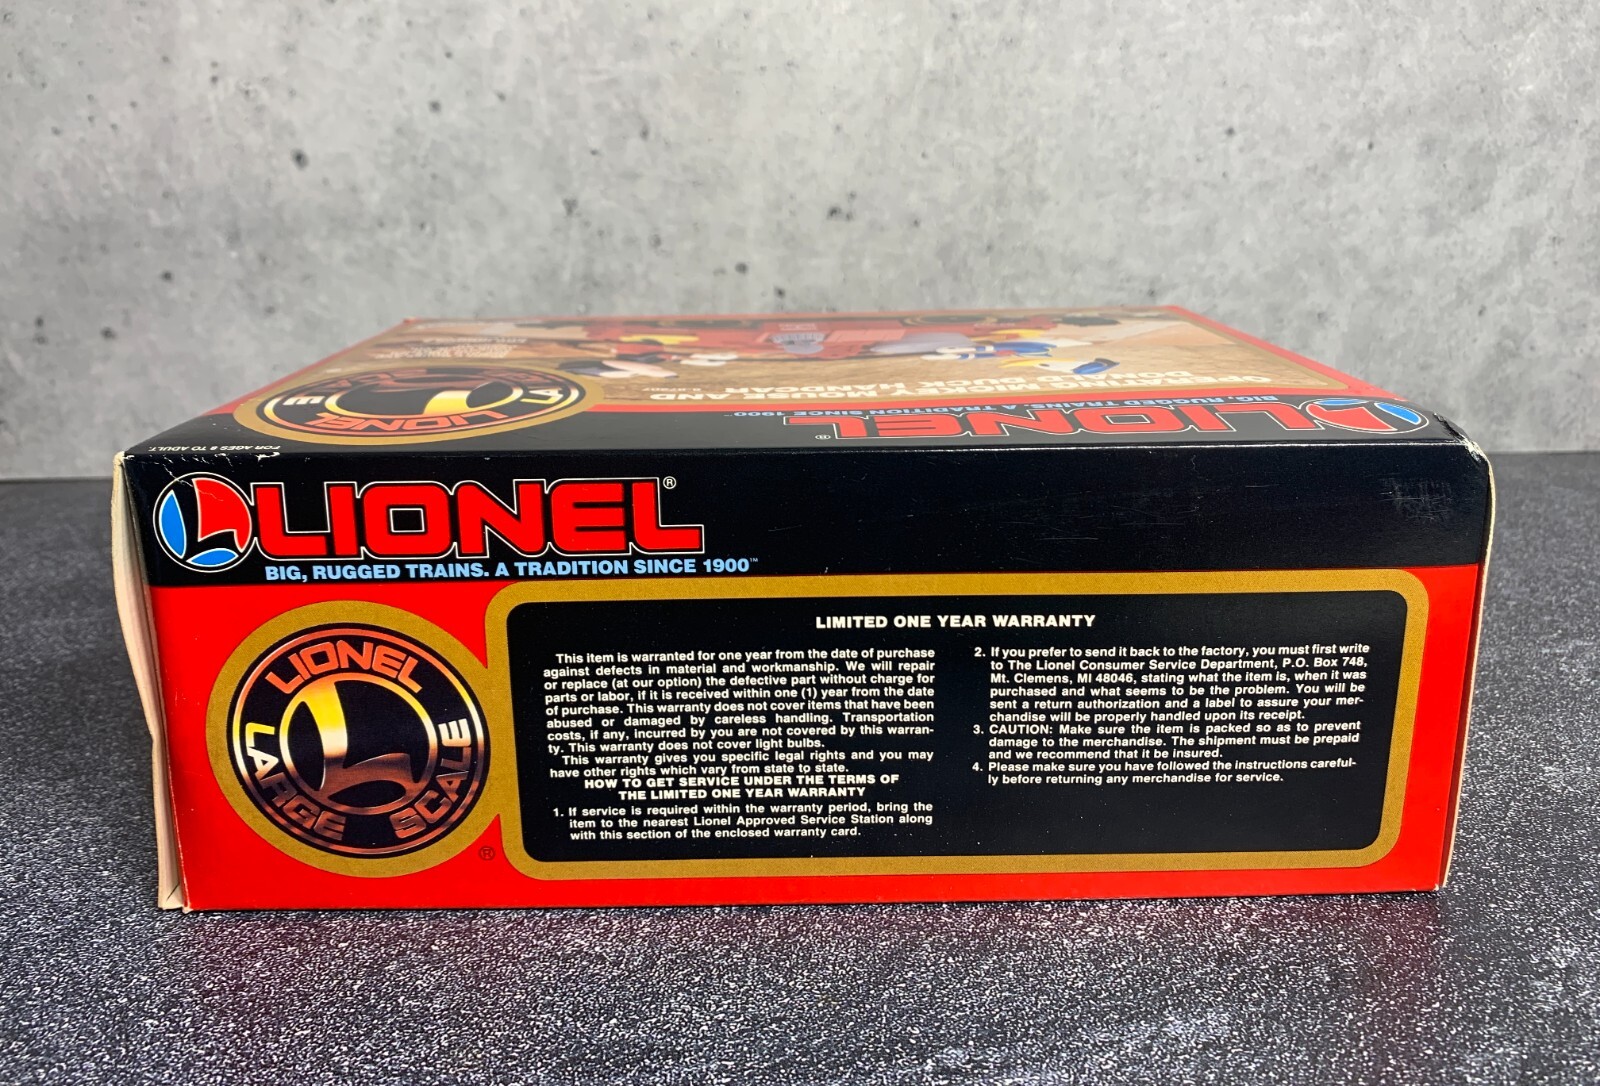 OPERATING MICKEY MOUSE AND
DONALD DUCK HANDCAR
LIONEL®
BIG, RUGGED TRAINS. A TRADITION SINCE 1900™
LIONEL
LA
FOR AGES 8 TO ADULT.
LIONEL®
BIG, RUGGED TRAINS. A TRADITION SINCE 1900™
LIONEL
LARGE SCALE
®
LIMITED ONE YEAR WARRANTY
This item is warranted for one year from the date of purchase
against defects in material and workmanship. We will repair
or replace (at our option) the defective part without charge for
parts or labor, if it is received within one (1) year from the date
of purchase. This warranty does not cover items that have been
abused or damaged by careless handling. Transportation
costs, if any, incurred by you are not covered by this warran-
ty. This warranty does not cover light bulbs.
This warranty gives you specific legal rights and you may
have other rights which vary from state to state.
HOW TO GET SERVICE UNDER THE TERMS OF
THE LIMITED ONE YEAR WARRANTY
1. If service is required within the warranty period, bring the
item to the nearest Lionel Approved Service Station along
with this section of the enclosed warranty card.
2. If you prefer to send it back to the factory, you must first write
to The Lionel Consumer Service Department, P.O. Box 748,
Mt. Clemens, MI 48046, stating what the item is, when it was
purchased and what seems to be the problem. You will be
sent a return authorization and a label to assure your mer-
chandise will be properly handled upon its receipt.
3. CAUTION: Make sure the item is packed so as to prevent
damage to the merchandise. The shipment must be prepaid
and we recommend that it be insured.
4. Please make sure you have followed the instructions careful-
ly before returning any merchandise for service.